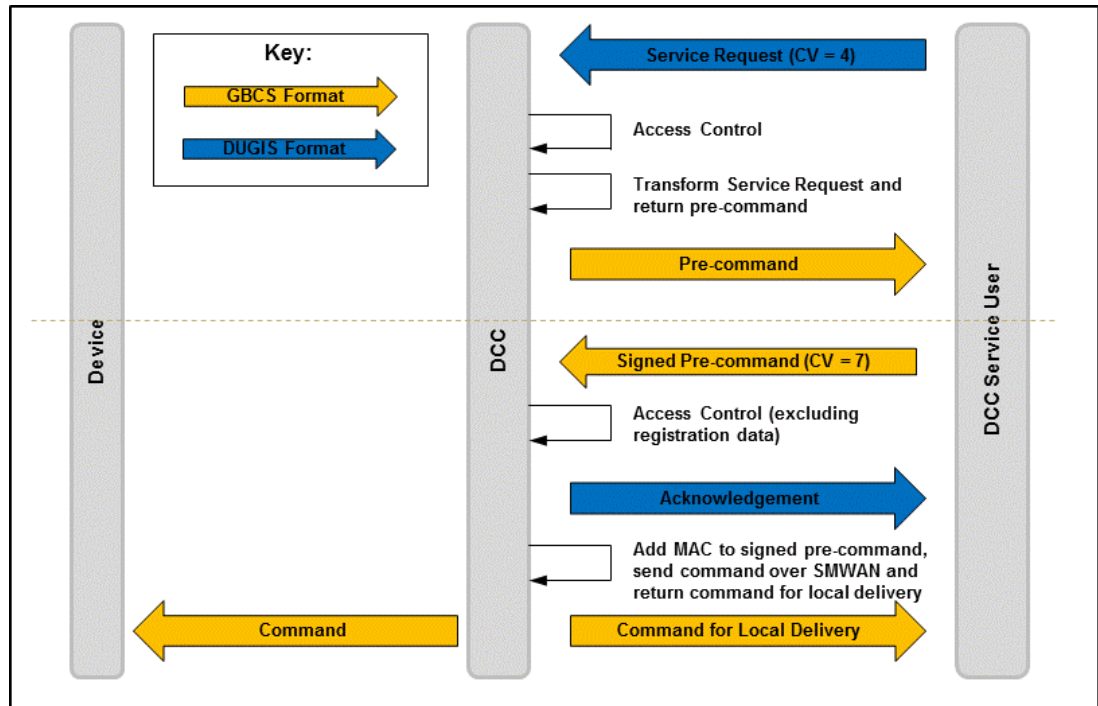 Key:
GBCS Format
DUGIS Format
Device
DCC
DCC Service User
Service Request (CV = 4)
Access Control
Transform Service Request and
return pre-command
Pre-command
Signed Pre-command (CV = 7)
Access Control (excluding
registration data)
Acknowledgement
Add MAC to signed pre-command,
send command over SMWAN and
return command for local delivery
Command
Command for Local Delivery